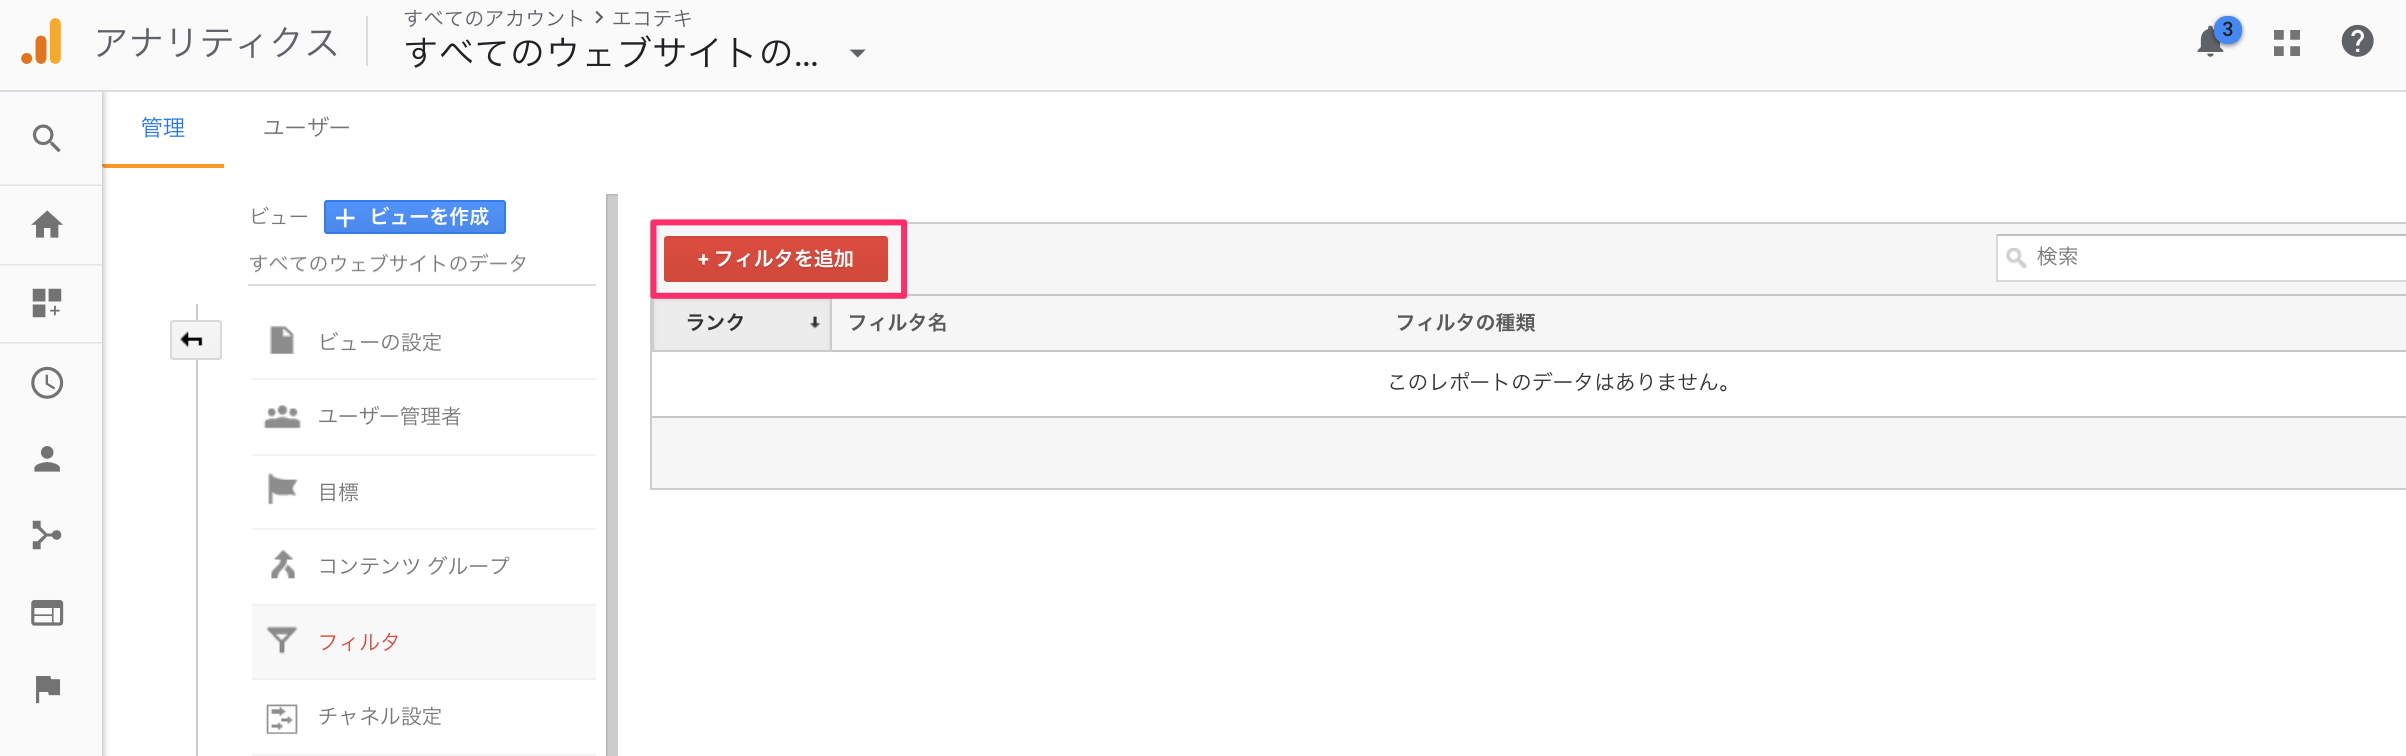 アナリティクス
すべてのアカウント > エコテキ
すべてのウェブサイトの...
3
管理
ユーザー
ビュー
+ ビューを作成
すべてのウェブサイトのデータ
ビューの設定
ユーザー管理者
目標
コンテンツ グループ
フィルタ
チャネル設定
+ フィルタを追加
検索
ランク
フィルタ名
フィルタの種類
このレポートのデータはありません。